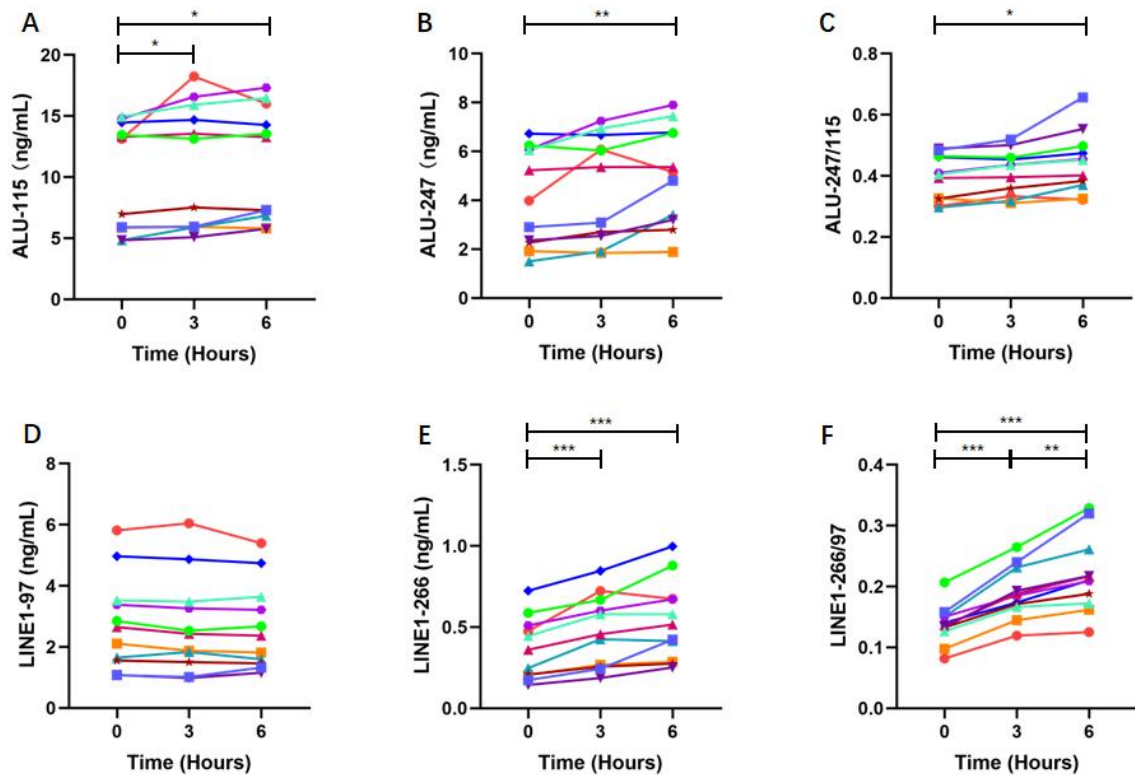 A
*
*
ALU-115 (ng/mL)
20
15
10
5
0
0 3 6
Time (Hours)
B
**
ALU-247 (ng/mL)
10
8
6
4
2
0
0 3 6
Time (Hours)
C
*
ALU-247/115
0.8
0.6
0.4
0.2
0.0
0 3 6
Time (Hours)
D
LINE1-97 (ng/mL)
8
6
4
2
0
0 3 6
Time (Hours)
E
***
***
LINE1-266 (ng/mL)
1.5
1.0
0.5
0.0
0 3 6
Time (Hours)
F
***
*** **
LINE1-266/97
0.4
0.3
0.2
0.1
0.0
0 3 6
Time (Hours)